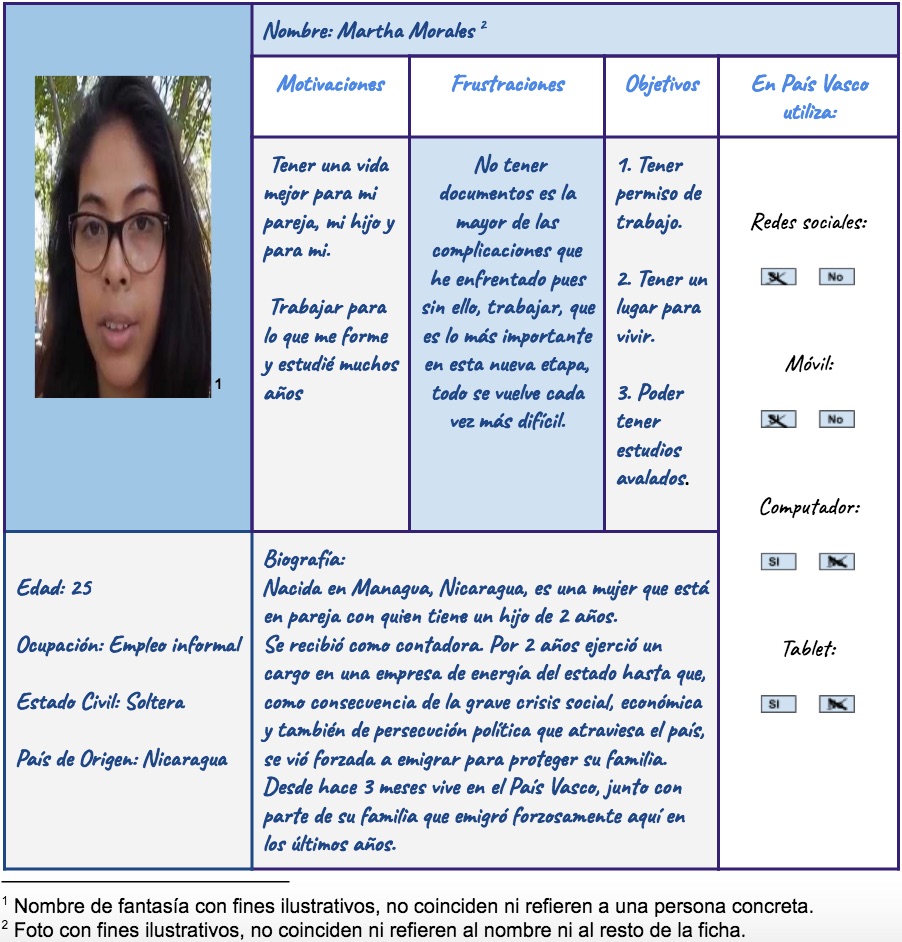 Nombre: Martha Morales ²
Motivaciones
Frustraciones
Objetivos
En País Vasco
utiliza:
1
Tener una vida
mejor para mi
pareja, mi hijo y
para mi.
Trabajar para
lo que me forme
y estudié muchos
años
No tener
documentos es la
mayor de las
complicaciones que
he enfrentado pues
sin ello, trabajar, que
es lo más importante
en esta nueva etapa,
todo se vuelve cada
vez más difícil.
1. Tener
permiso de
trabajo.
2. Tener un
lugar para
vivir.
3. Poder
tener
estudios
avalados.
Redes sociales:
SI No
Móvil:
SI No
Computador:
SI No
Tablet:
SI No
Edad: 25
Ocupación: Empleo informal
Estado Civil: Soltera
País de Origen: Nicaragua
Biografía:
Nacida en Managua, Nicaragua, es una mujer que está
en pareja con quien tiene un hijo de 2 años.
Se recibió como contadora. Por 2 años ejerció un
cargo en una empresa de energía del estado hasta que,
como consecuencia de la grave crisis social, económica
y también de persecución política que atraviesa el país,
se vió forzada a emigrar para proteger su familia.
Desde hace 3 meses vive en el País Vasco, junto con
parte de su familia que emigró forzosamente aquí en
los últimos años.
¹ Nombre de fantasía con fines ilustrativos, no coinciden ni refieren a una persona concreta.
² Foto con fines ilustrativos, no coinciden ni refieren al nombre ni al resto de la ficha.